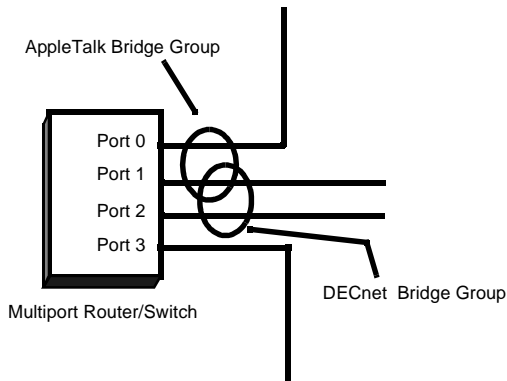 AppleTalk Bridge Group
Port 0
Port 1
Port 2
Port 3
DECnet Bridge Group
Multiport Router/Switch